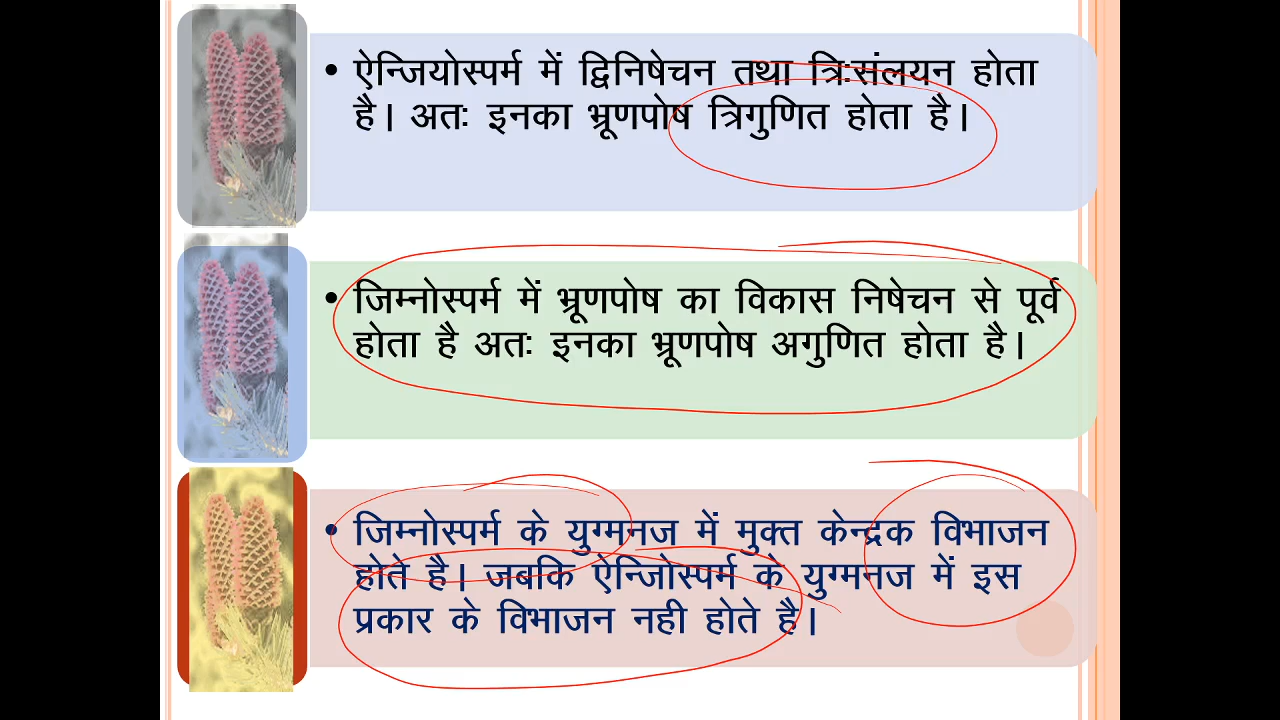 • ऐन्जियोस्पर्म में द्विनिषेचन तथा त्रिःसंलयन होता
है। अतः इनका भ्रूणपोष त्रिगुणित होता है।
• जिम्नोस्पर्म में भ्रूणपोष का विकास निषेचन से पूर्व
होता है अतः इनका भ्रूणपोष अगुणित होता है।
• जिम्नोस्पर्म के युग्मनज में मुक्त केन्द्रक विभाजन
होते है। जबकि ऐन्जिोस्पर्म के युग्मनज में इस
प्रकार के विभाजन नही होते है।